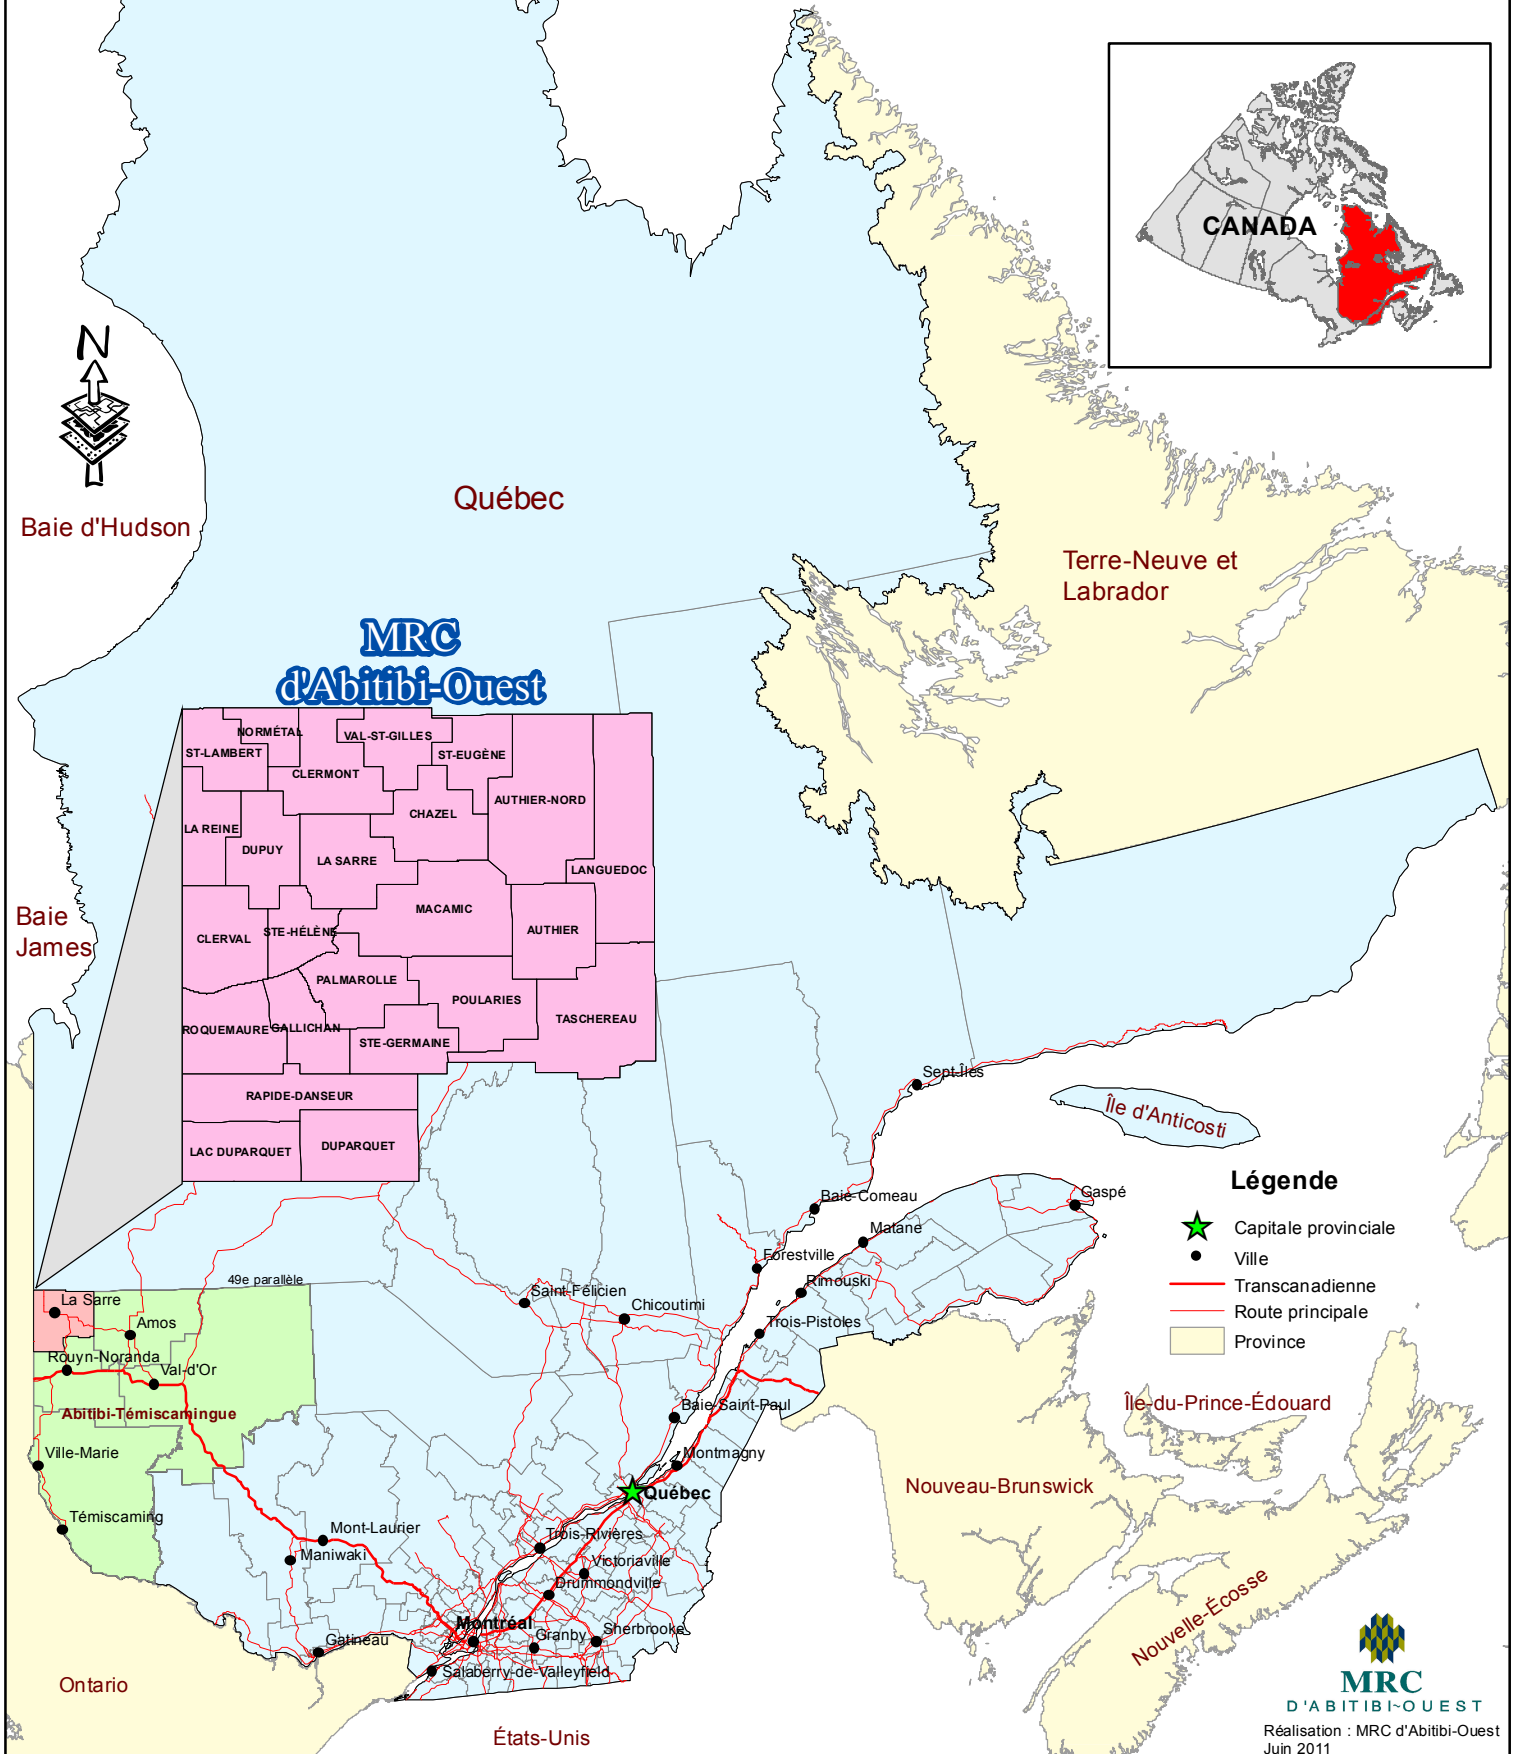 CANADA
N
Baie d'Hudson
Québec
Terre-Neuve et
Labrador
MRC
d'Abitibi-Ouest
NORMÉTAL
ST-LAMBERT
VAL-ST-GILLES
ST-EUGÈNE
CLERMONT
AUTHIER-NORD
CHAZEL
LA REINE
DUPUY
LA SARRE
LANGUEDOC
MACAMIC
AUTHIER
CLERVAL
STE-HÉLÈNE
PALMAROLLE
POULARIES
TASCHEREAU
ROQUEMAURE
GALLICHAN
STE-GERMAINE
RAPIDE-DANSEUR
LAC DUPARQUET
DUPARQUET
Baie
James
Sept-Îles
Île d'Anticosti
Baie-Comeau
Gaspé
Matane
Forestville
Rimouski
Trois-Pistoles
Légende
Capitale provinciale
Ville
Transcanadienne
Route principale
Province
49e parallèle
La Sarre
Amos
Rouyn-Noranda
Val-d'Or
Abitibi-Témiscamingue
Ville-Marie
Témiscaming
Saint-Félicien
Chicoutimi
Baie-Saint-Paul
Montmagny
Québec
Île-du-Prince-Édouard
Nouveau-Brunswick
Nouvelle-Écosse
Mont-Laurier
Maniwaki
Trois-Rivières
Victoriaville
Drummondville
Montréal
Granby
Sherbrooke
Gatineau
Salaberry-de-Valleyfield
Ontario
États-Unis
MRC
D'ABITIBI~OUEST
Réalisation : MRC d'Abitibi-Ouest
Juin 2011